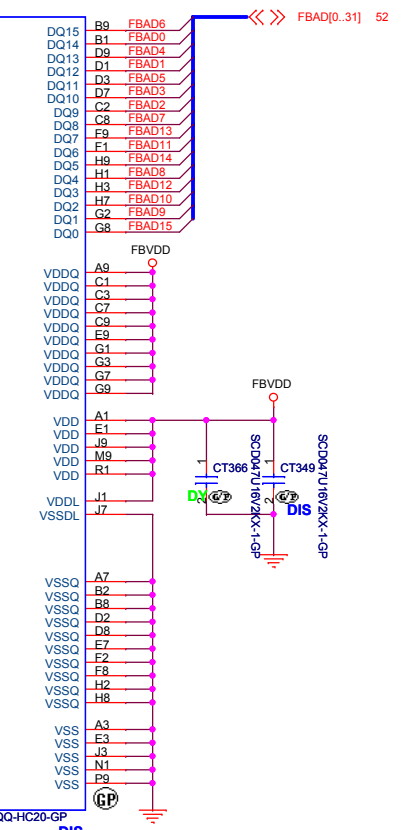 FBAD[0..31] 52
DQ15 B9 FBAD6
DQ14 B1 FBAD0
DQ13 D9 FBAD4
DQ12 D1 FBAD1
DQ11 D3 FBAD5
DQ10 D7 FBAD3
DQ9 C2 FBAD2
DQ8 C8 FBAD7
DQ7 F9 FBAD13
DQ6 F1 FBAD11
DQ5 H9 FBAD14
DQ4 H1 FBAD8
DQ3 H3 FBAD12
DQ2 H7 FBAD10
DQ1 G2 FBAD9
DQ0 G8 FBAD15
FBVDD
VDDQ A9
VDDQ C1
VDDQ C3
VDDQ C7
VDDQ C9
VDDQ E9
VDDQ G1
VDDQ G3
VDDQ G7
VDDQ G9
FBVDD
VDD A1
VDD E1
VDD J9
VDD M9
VDD R1
VDDL J1
VSSDL J7
1 CT366
2
DY GP
SCD047U16V2KX-1-GP
1 CT349
2
GP
DIS
SCD047U16V2KX-1-GP
VSSQ A7
VSSQ B2
VSSQ B8
VSSQ D2
VSSQ D8
VSSQ E7
VSSQ F2
VSSQ F8
VSSQ H2
VSSQ H8
VSS A3
VSS E3
VSS J3
VSS N1
VSS P9
GP
QQ-HC20-GP
DIS